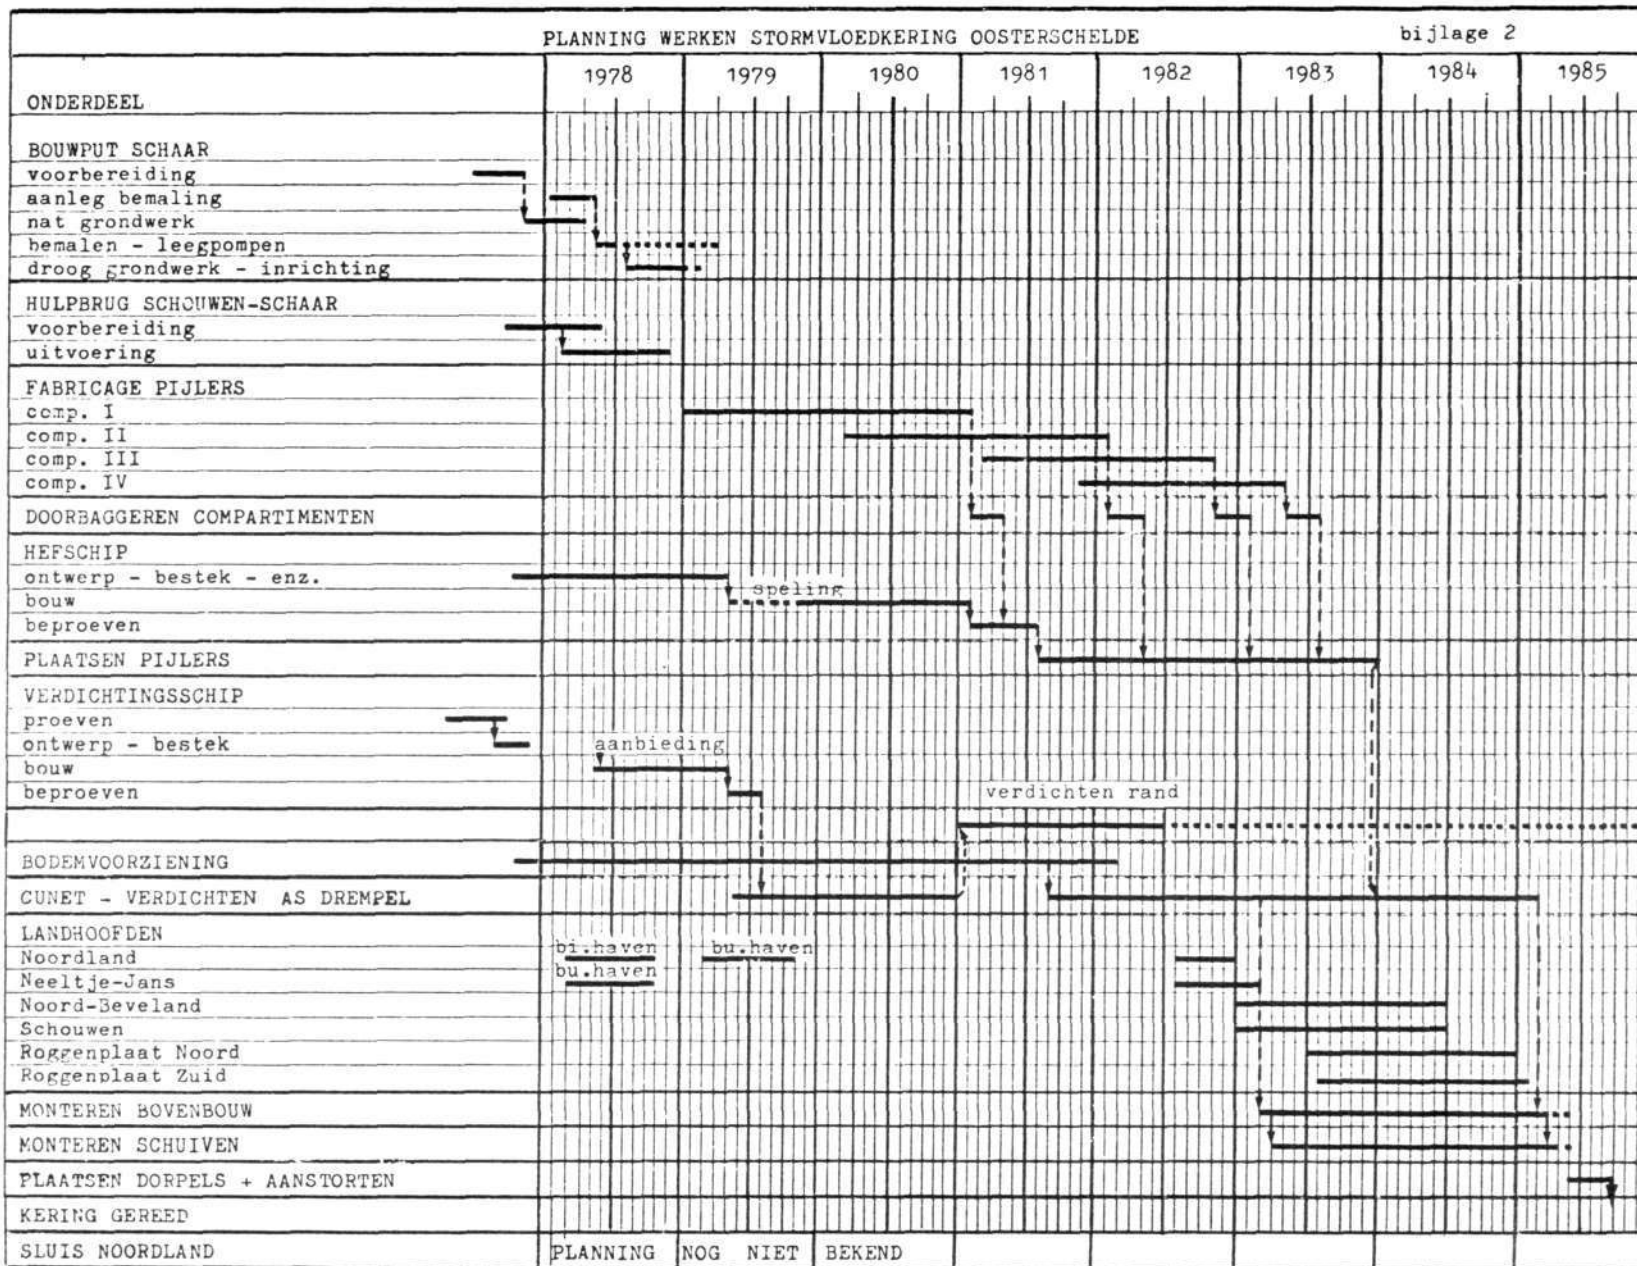 PLANNING WERKEN STORMVLOEDKERING OOSTERSCHELDE bijlage 2
1978 1979 1980 1981 1982 1983 1984 1985
ONDERDEEL
BOUWPUT SCHAAR
voorbereiding
aanleg bemaling
nat grondwerk
bemalen - leegpompen
droog grondwerk - inrichting
HULPBRUG SCHOUWEN-SCHAAR
voorbereiding
uitvoering
FABRICAGE PIJLERS
comp. I
comp. II
comp. III
comp. IV
DOORBAGGEREN COMPARTIMENTEN
HEFSCHIP
ontwerp - bestek - enz.
speling
bouw
beproeven
PLAATSEN PIJLERS
VERDICHTINGSSCHIP
proeven
ontwerp - bestek aanbieding
bouw
beproeven verdichten rand
BODEMVOORZIENING
CUNET - VERDICHTEN AS DREMPEL
LANDHOOFDEN
bi.haven bu.haven
Noordland
bu.haven
Neeltje-Jans
Noord-Beveland
Schouwen
Roggenplaat Noord
Roggenplaat Zuid
MONTEREN BOVENBOUW
MONTEREN SCHUIVEN
PLAATSEN DORPELS + AANSTORTEN
KERING GEREED
SLUIS NOORDLAND PLANNING NOG NIET BEKEND